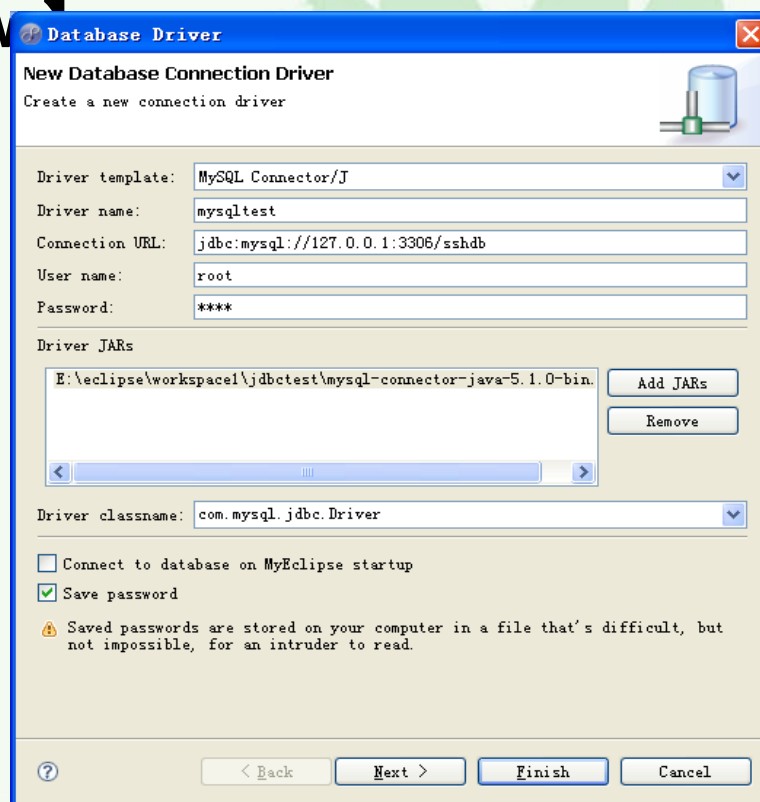 Database Driver
New Database Connection Driver
Create a new connection driver
Driver template: MySQL Connector/J
Driver name: mysqltest
Connection URL: jdbc:mysql://127.0.0.1:3306/sshdb
User name: root
Password: ****
Driver JARs
E:\eclipse\workspace1\jdbctest\mysql-connector-java-5.1.0-bin.
Add JARs
Remove
Driver classname: com.mysql.jdbc.Driver
Connect to database on MyEclipse startup
Save password
Saved passwords are stored on your computer in a file that's difficult, but
not impossible, for an intruder to read.
< Back Next > Finish Cancel